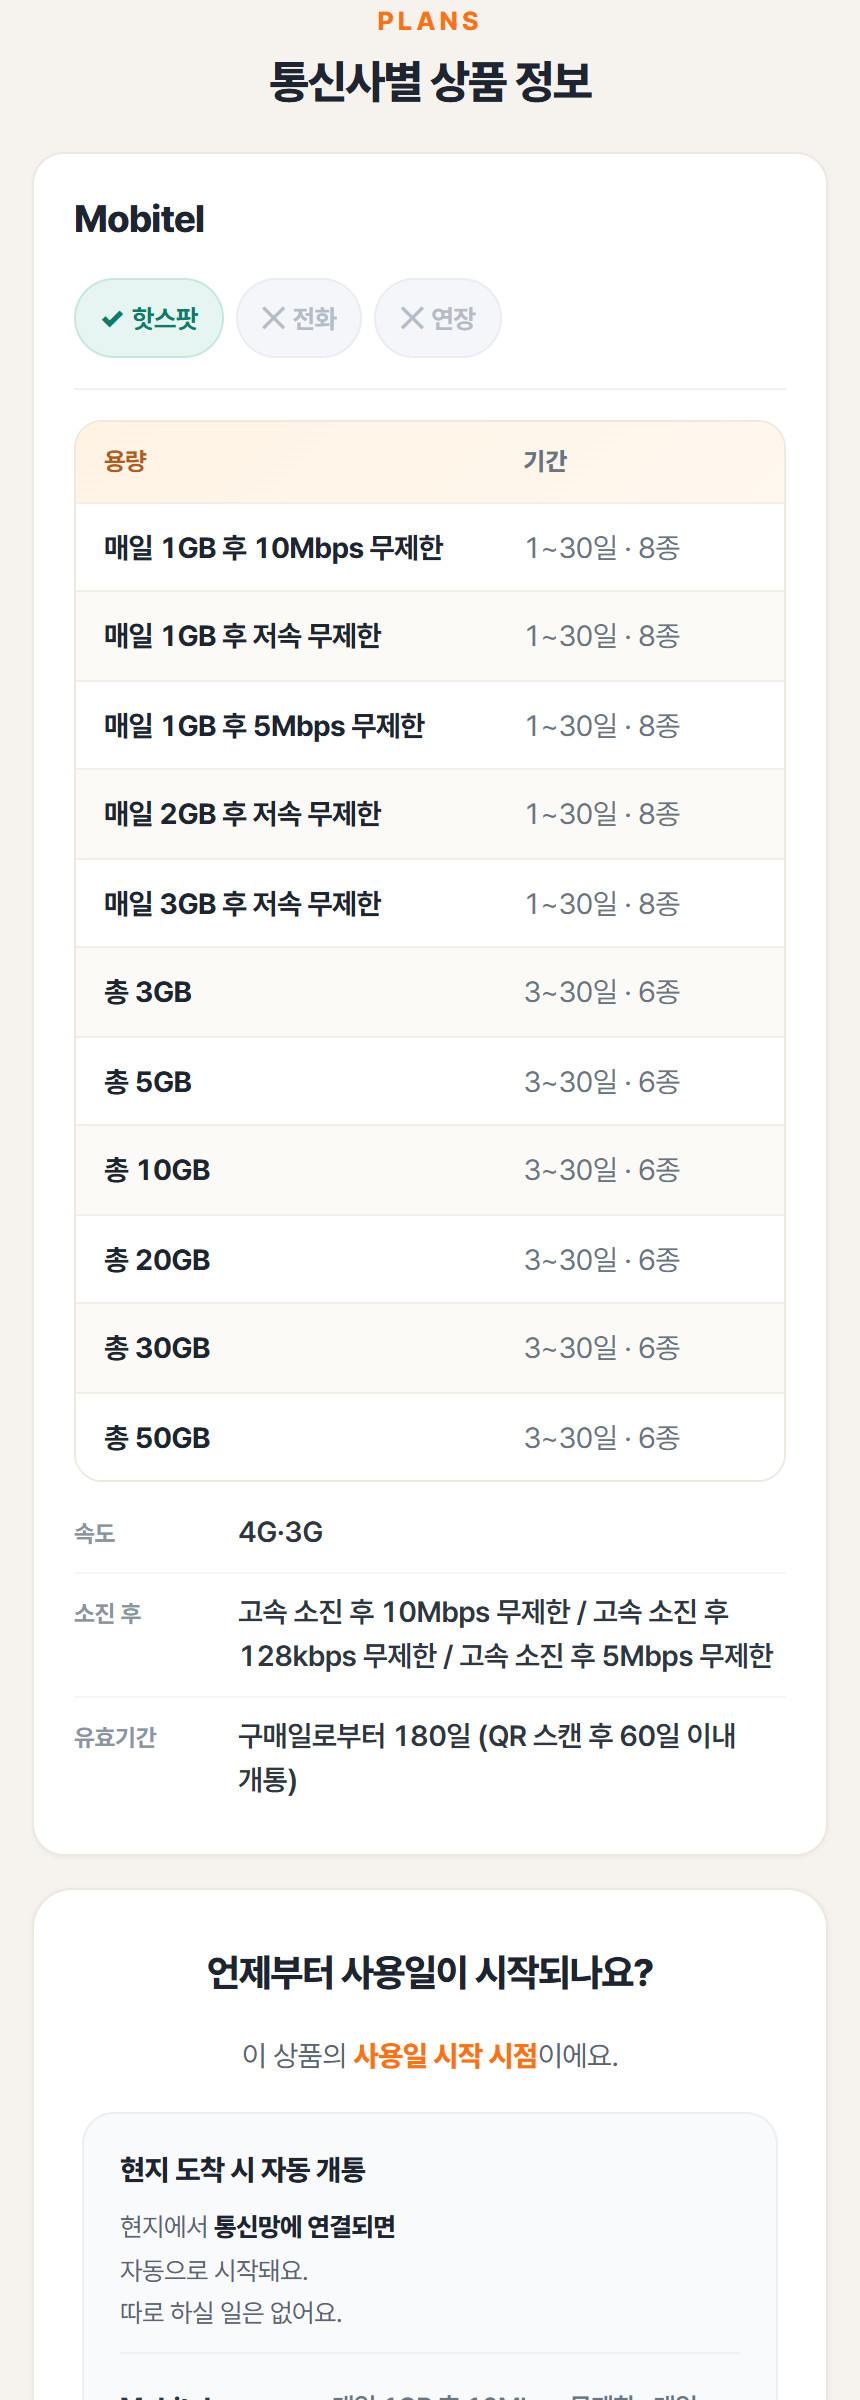 PLANS
통신사별 상품 정보
Mobitel
✓ 핫스팟 ✕ 전화 ✕ 연장
용량 기간
매일 1GB 후 10Mbps 무제한 1~30일 · 8종
매일 1GB 후 저속 무제한 1~30일 · 8종
매일 1GB 후 5Mbps 무제한 1~30일 · 8종
매일 2GB 후 저속 무제한 1~30일 · 8종
매일 3GB 후 저속 무제한 1~30일 · 8종
총 3GB 3~30일 · 6종
총 5GB 3~30일 · 6종
총 10GB 3~30일 · 6종
총 20GB 3~30일 · 6종
총 30GB 3~30일 · 6종
총 50GB 3~30일 · 6종
속도 4G·3G
소진 후 고속 소진 후 10Mbps 무제한 / 고속 소진 후
128kbps 무제한 / 고속 소진 후 5Mbps 무제한
유효기간 구매일로부터 180일 (QR 스캔 후 60일 이내
개통)
언제부터 사용일이 시작되나요?
이 상품의 사용일 시작 시점이에요.
현지 도착 시 자동 개통
현지에서 통신망에 연결되면
자동으로 시작돼요.
따로 하실 일은 없어요.